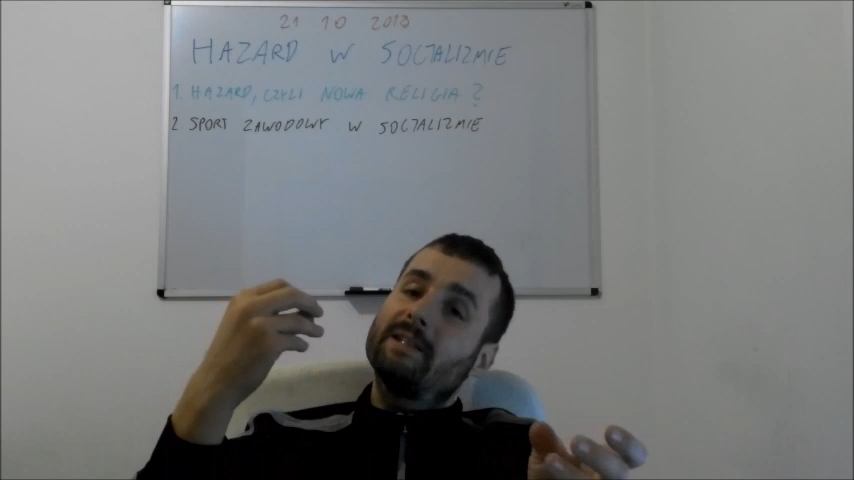 21 10 2013
HAZARD W SOCJALIZMIE
1. HAZARD, CZYLI NOWA RELIGIA?
2 SPORT ZAWODOWY W SOCJALIZMIE